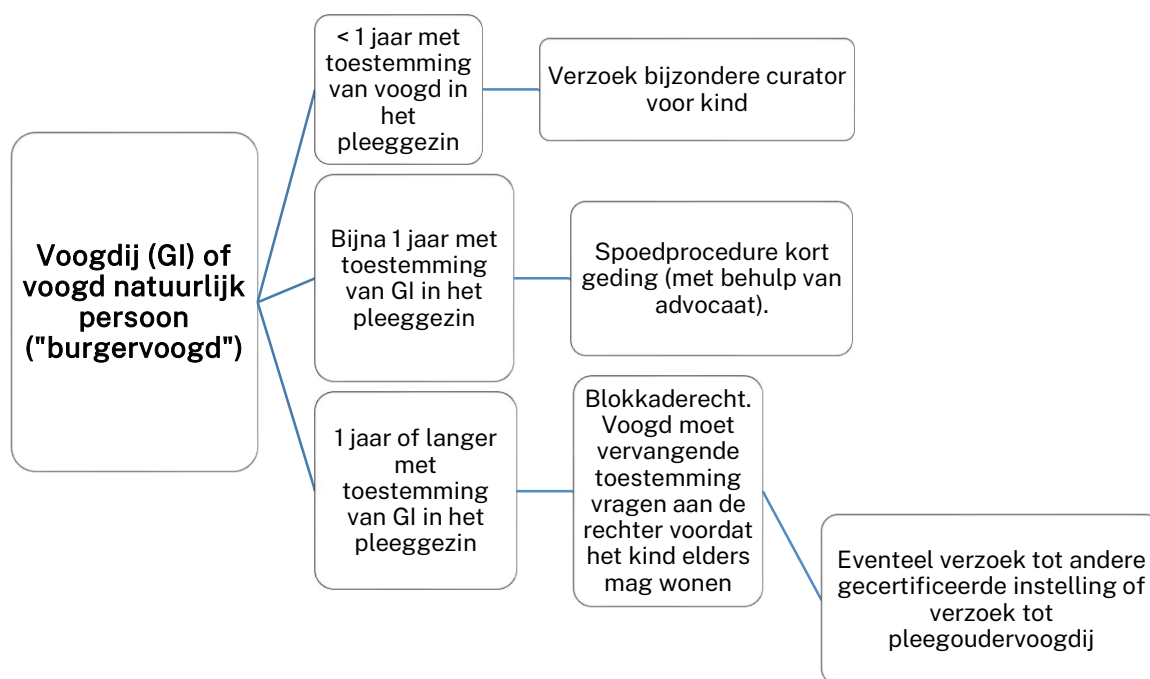 Voogdij (GI) of
voogd natuurlijk
persoon
("burgervoogd")
< 1 jaar met
toestemming
van voogd in
het
pleeggezin
Verzoek bijzondere curator
voor kind
Bijna 1 jaar met
toestemming
van GI in het
pleeggezin
Spoedprocedure kort
geding (met behulp van
advocaat).
1 jaar of langer
met
toestemming
van GI in het
pleeggezin
Blokkaderecht.
Voogd moet
vervangende
toestemming
vragen aan de
rechter voordat
het kind elders
mag wonen
Eventeel verzoek tot andere
gecertificeerde instelling of
verzoek tot
pleegoudervoogdij